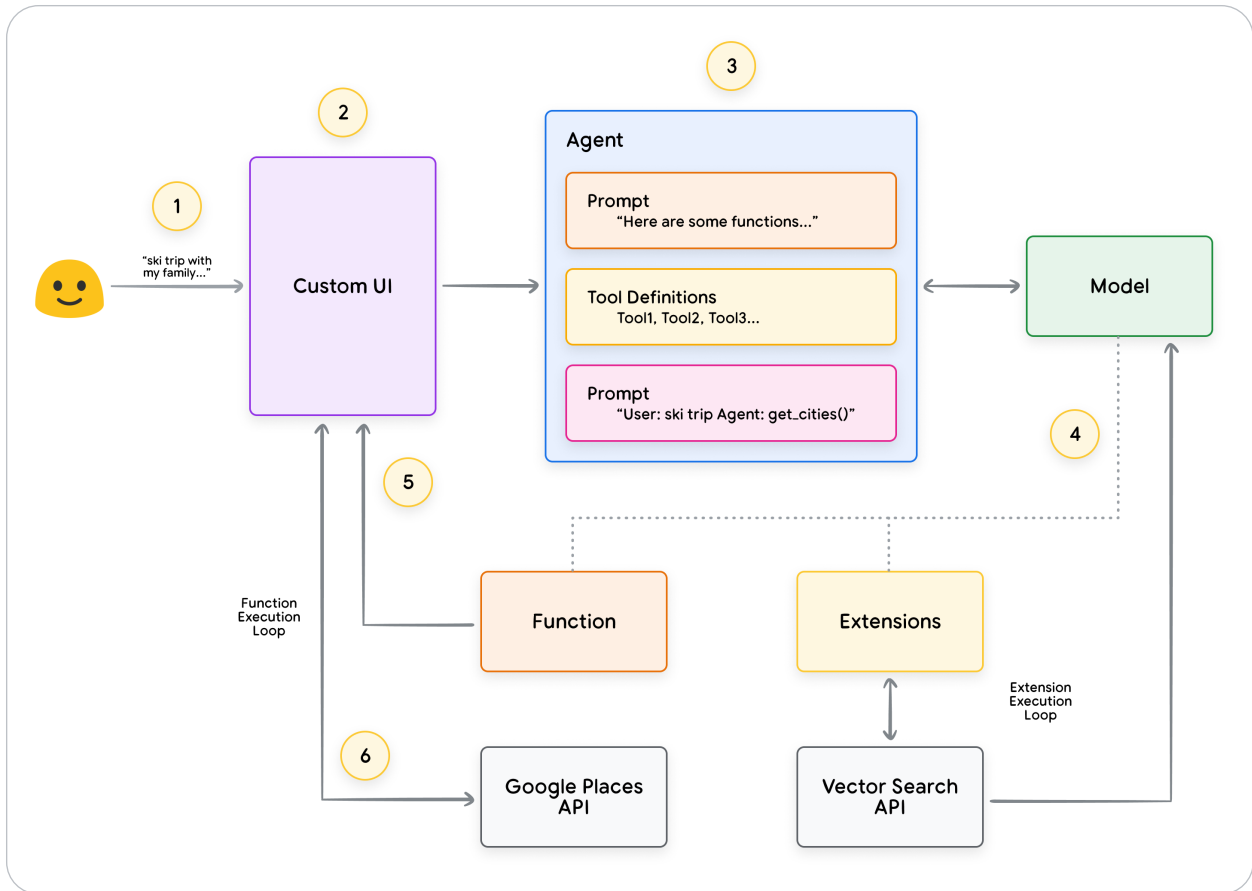 3
2
Agent
1
Prompt
“Here are some functions...”
“ski trip with
my family...”
Custom UI
Tool Definitions
Tool1, Tool2, Tool3...
Model
Prompt
“User: ski trip Agent: get_cities()”
4
5
Function
Execution
Loop
Function
Extensions
Extension
Execution
Loop
6
Google Places
API
Vector Search
API